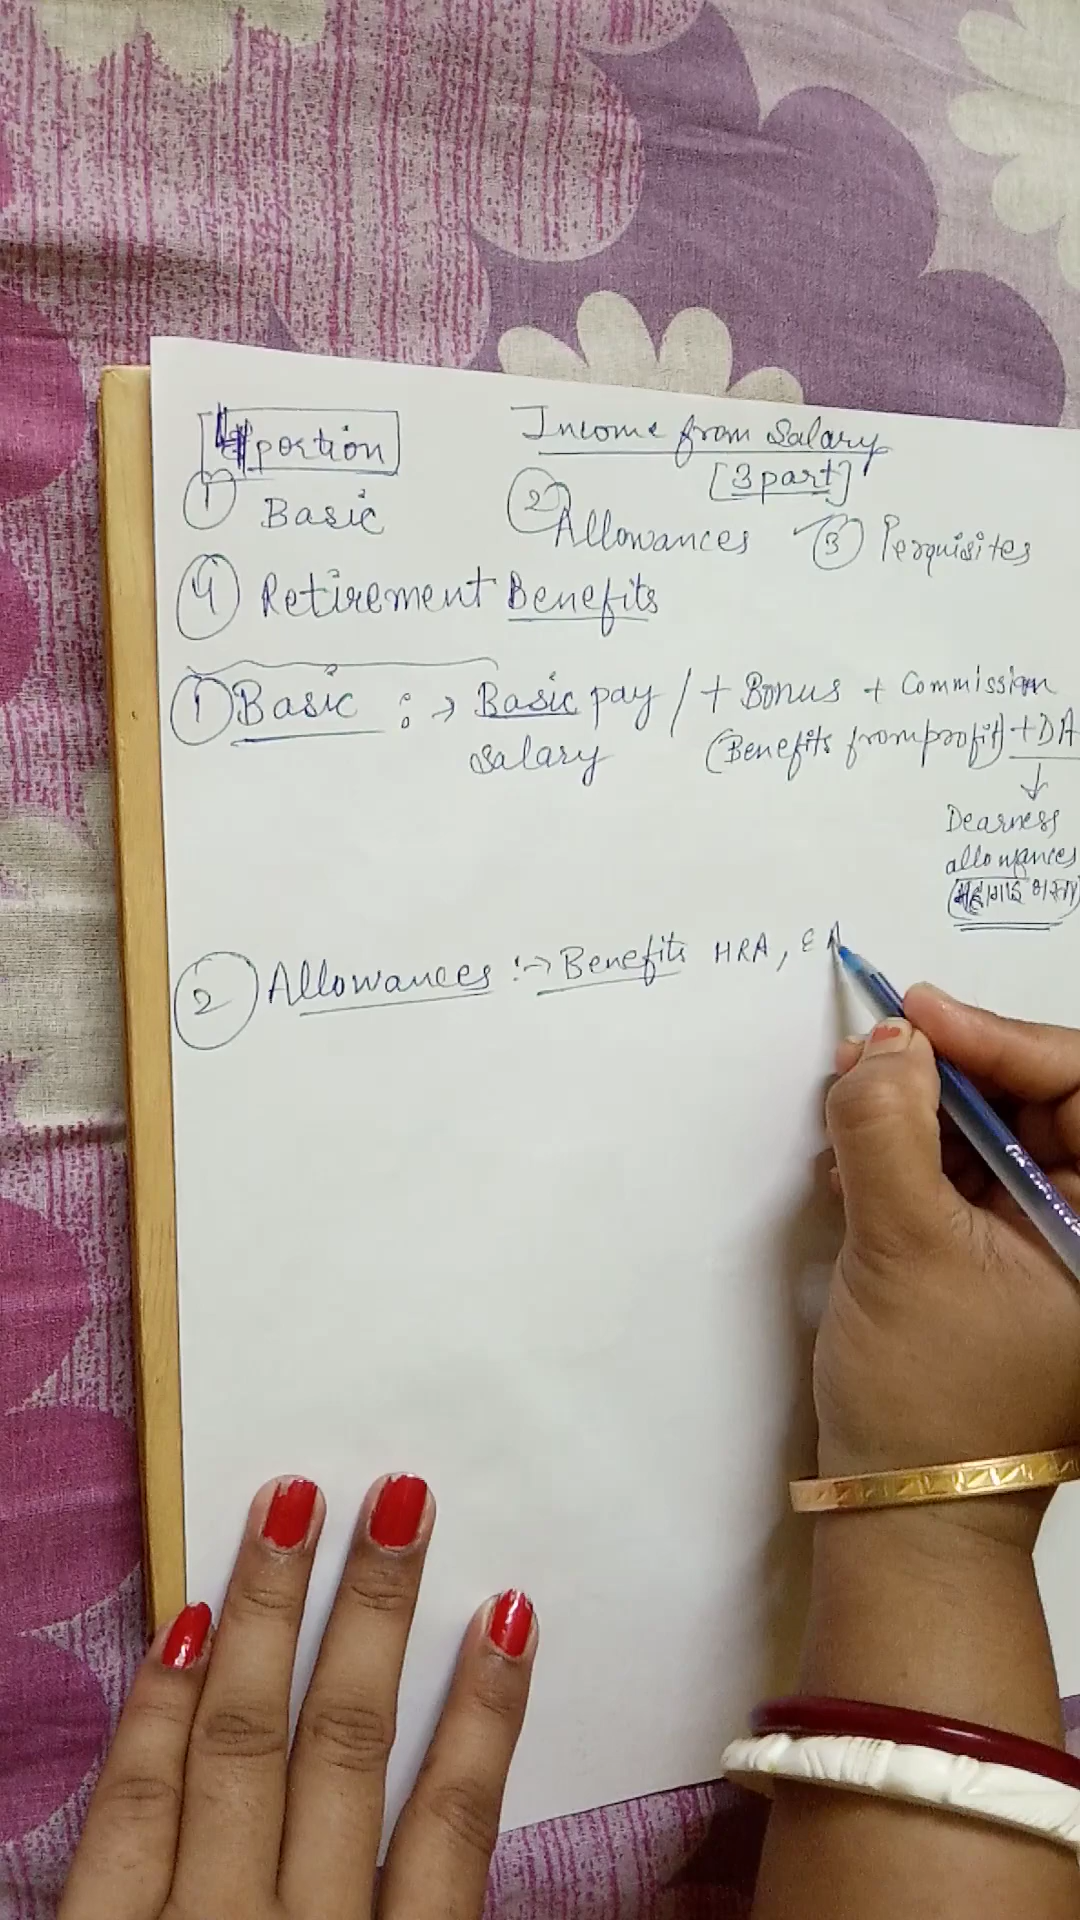 4 portion
Income from Salary
[3 part]
① Basic
② Allowances
③ Perquisites
④ Retirement Benefits
① Basic :→ Basic pay / + Bonus + Commission
salary (Benefits from profit) + DA
↓
Dearness
allowances
② Allowances :→ Benefits HRA, EA